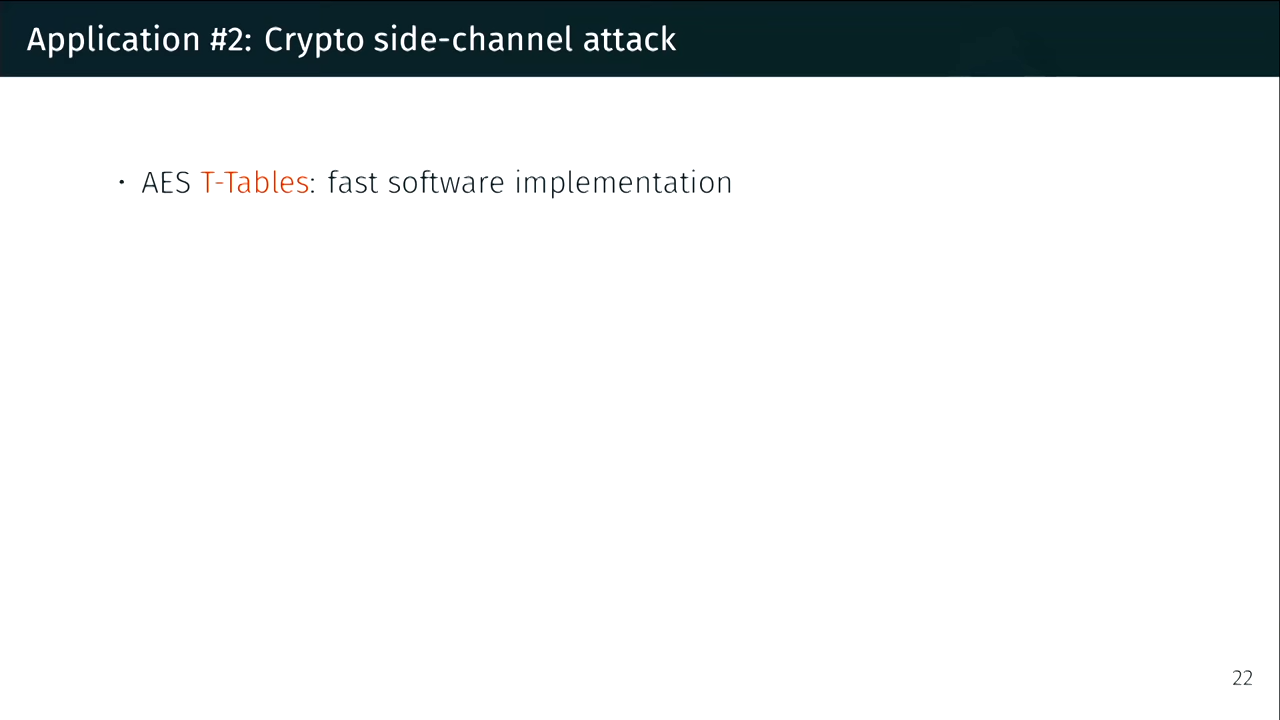 Application #2: Crypto side-channel attack
· AES T-Tables: fast software implementation
22